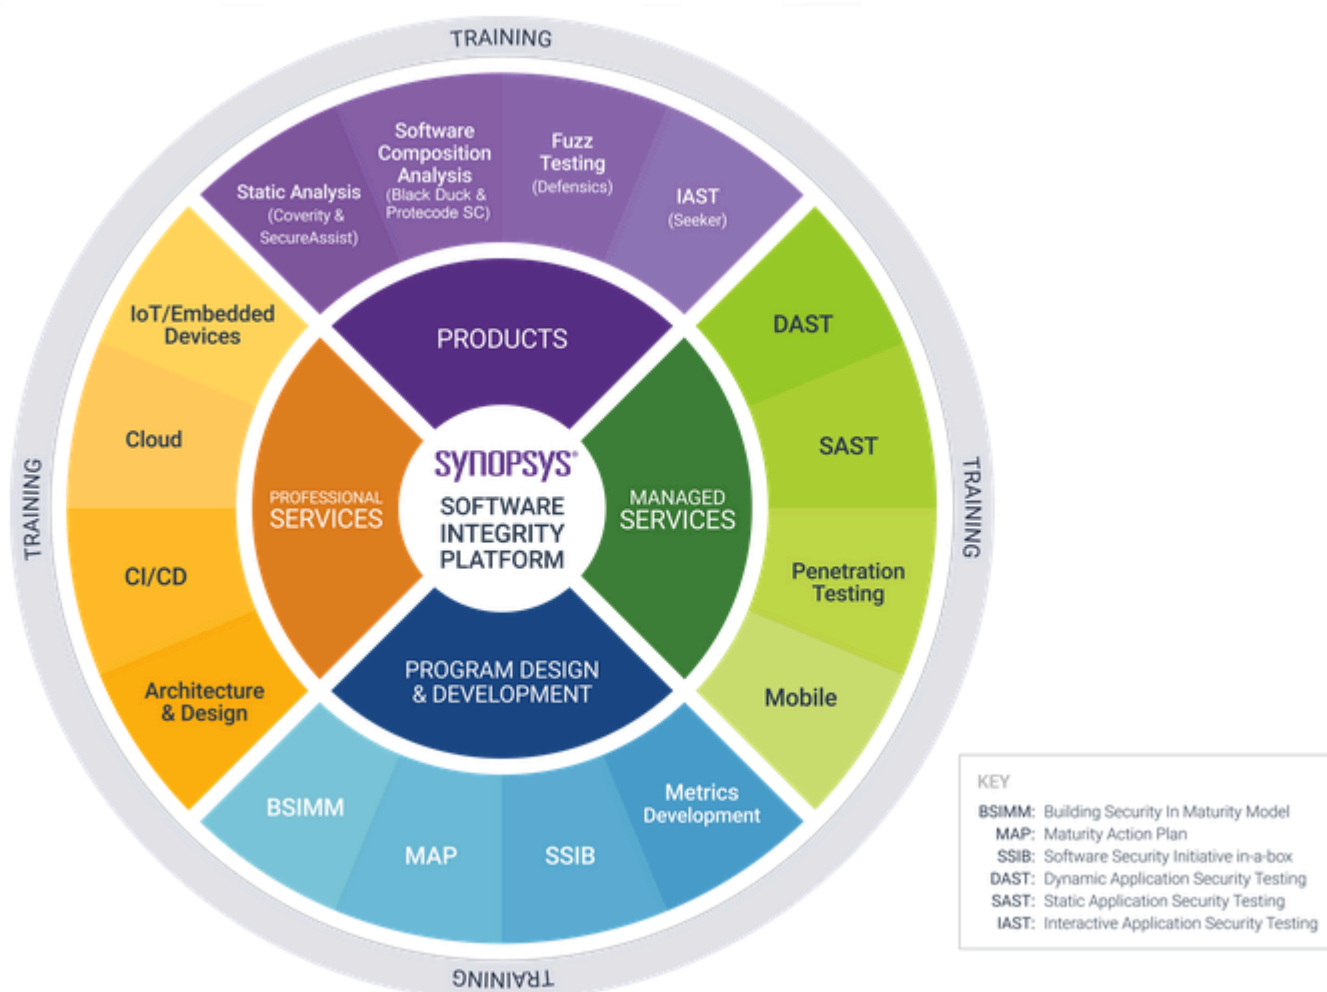 TRAINING
Software
Composition
Analysis
(Black Duck &
Protecode SC)
Fuzz
Testing
(Defensics)
Static Analysis
(Coverity &
SecureAssist)
IAST
(Seeker)
IoT/Embedded
Devices
PRODUCTS
DAST
Cloud
SAST
TRAINING
PROFESSIONAL
SERVICES
SYNOPSYS®
SOFTWARE
INTEGRITY
PLATFORM
MANAGED
SERVICES
TRAINING
CI/CD
Penetration
Testing
Architecture
& Design
PROGRAM DESIGN
& DEVELOPMENT
Mobile
BSIMM
MAP
SSIB
Metrics
Development
TRAINING
KEY
BSIMM: Building Security In Maturity Model
MAP: Maturity Action Plan
SSIB: Software Security Initiative in-a-box
DAST: Dynamic Application Security Testing
SAST: Static Application Security Testing
IAST: Interactive Application Security Testing